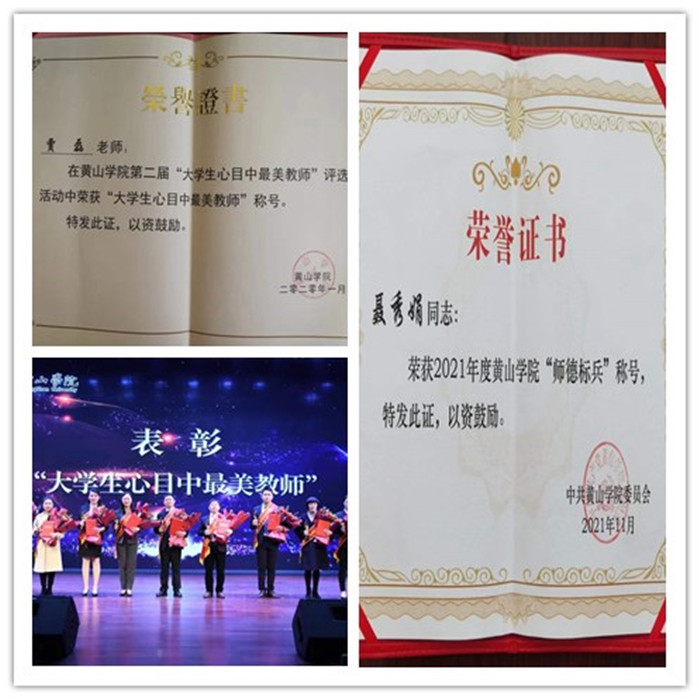 榮譽證書
贾 磊 老师：
在黄山学院第二届“大学生心目中最美教师”评选
活动中荣获“大学生心目中最美教师”称号。
特发此证，以资鼓励。
黄山学院
二零二零年一月
荣誉证书
聂秀娟同志：
荣获2021年度黄山学院“师德标兵”称号，
特发此证，以资鼓励。
中共黄山学院委员会
2021年11月
山学院
表 彰
“大学生心目中最美教师”